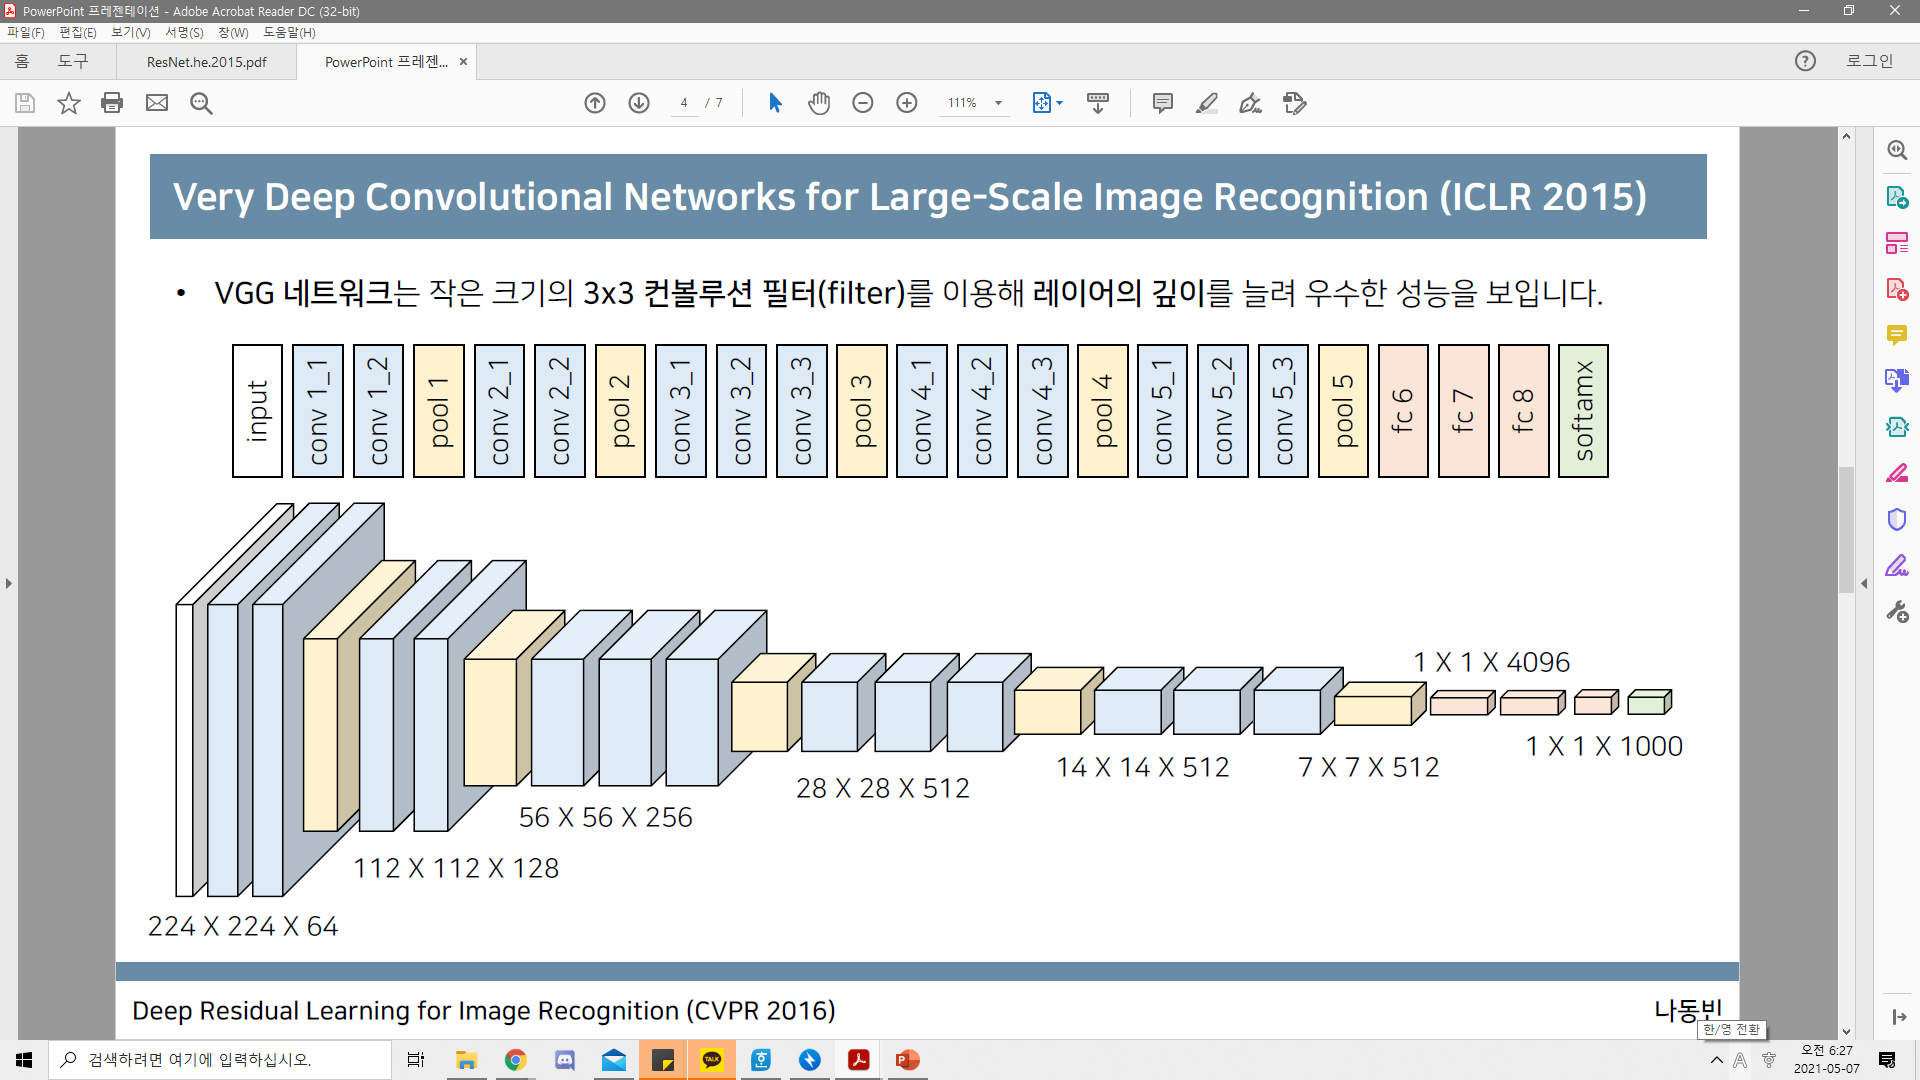 PowerPoint 프레젠테이션 - Adobe Acrobat Reader DC (32-bit)
파일(F) 편집(E) 보기(V) 서명(S) 창(W) 도움말(H)
홈 도구 ResNet.he.2015.pdf PowerPoint 프레젠... 로그인
4 / 7 111%
Very Deep Convolutional Networks for Large-Scale Image Recognition (ICLR 2015)
• VGG 네트워크는 작은 크기의 3x3 컨볼루션 필터(filter)를 이용해 레이어의 깊이를 늘려 우수한 성능을 보입니다.
input
conv 1_1
conv 1_2
pool 1
conv 2_1
conv 2_2
pool 2
conv 3_1
conv 3_2
conv 3_3
pool 3
conv 4_1
conv 4_2
conv 4_3
pool 4
conv 5_1
conv 5_2
conv 5_3
pool 5
fc 6
fc 7
fc 8
softamx
1 X 1 X 4096
1 X 1 X 1000
14 X 14 X 512
7 X 7 X 512
28 X 28 X 512
56 X 56 X 256
112 X 112 X 128
224 X 224 X 64
Deep Residual Learning for Image Recognition (CVPR 2016)
나동빈
한/영 전환
검색하려면 여기에 입력하십시오.
TALK
A
오전 6:27
2021-05-07